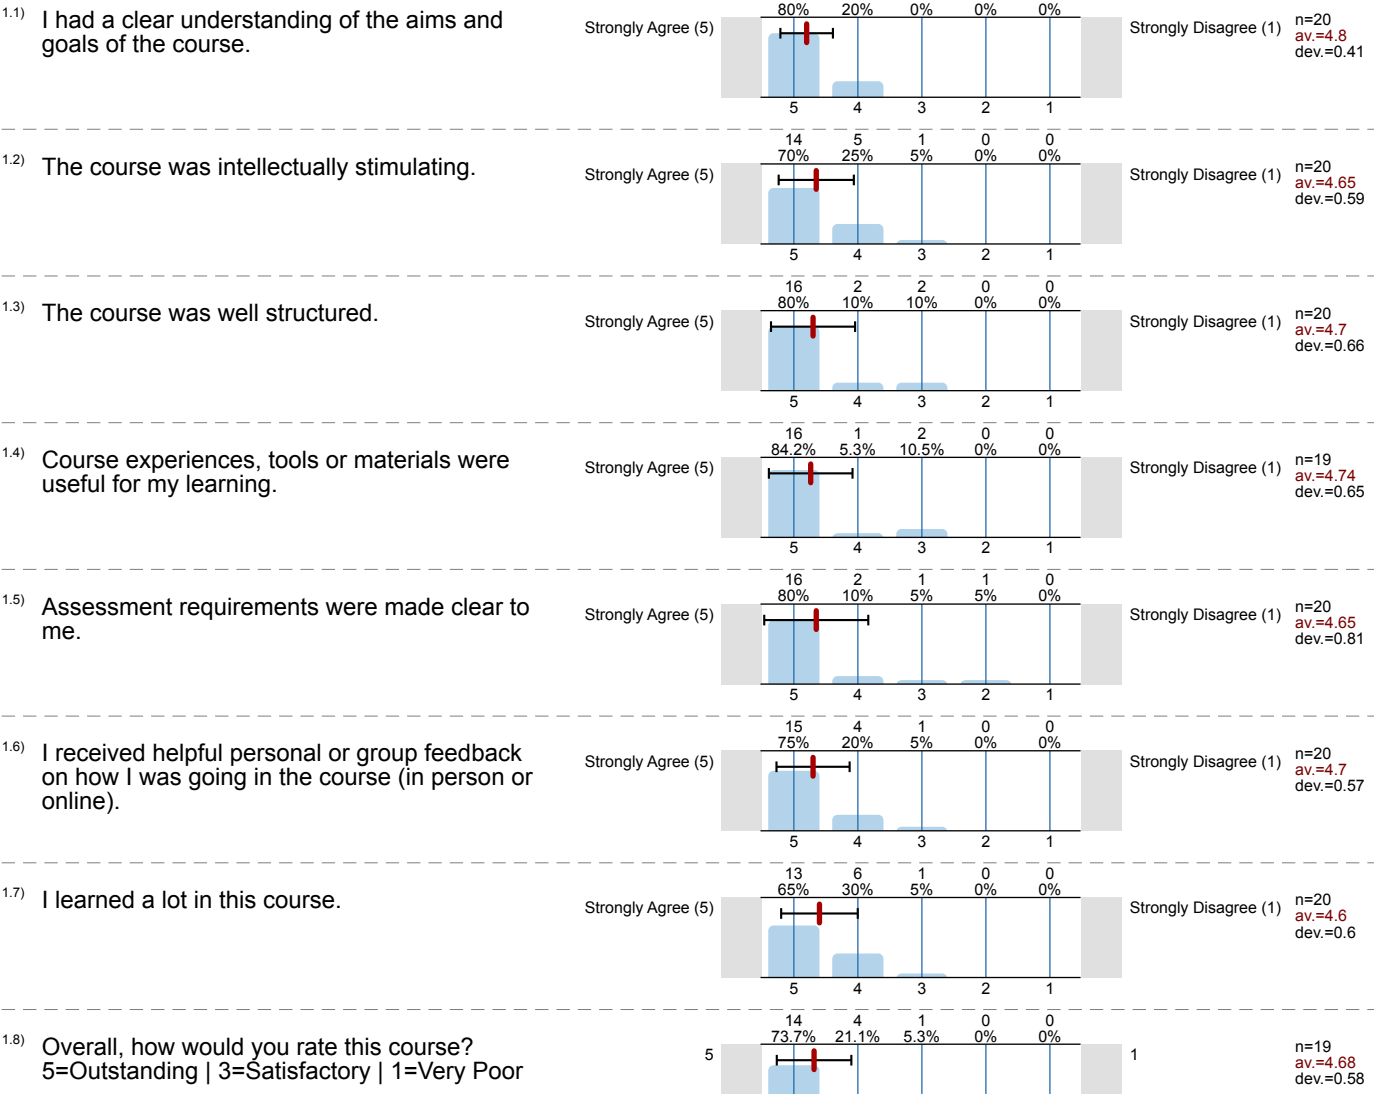 80% 20% 0% 0% 0%
1.1) I had a clear understanding of the aims and
goals of the course.
Strongly Agree (5) Strongly Disagree (1)
n=20
av.=4.8
dev.=0.41
5 4 3 2 1
14 5 1 0 0
70% 25% 5% 0% 0%
1.2) The course was intellectually stimulating.
Strongly Agree (5) Strongly Disagree (1)
n=20
av.=4.65
dev.=0.59
5 4 3 2 1
16 2 2 0 0
80% 10% 10% 0% 0%
1.3) The course was well structured.
Strongly Agree (5) Strongly Disagree (1)
n=20
av.=4.7
dev.=0.66
5 4 3 2 1
16 1 2 0 0
84.2% 5.3% 10.5% 0% 0%
1.4) Course experiences, tools or materials were
useful for my learning.
Strongly Agree (5) Strongly Disagree (1)
n=19
av.=4.74
dev.=0.65
5 4 3 2 1
16 2 1 1 0
80% 10% 5% 5% 0%
1.5) Assessment requirements were made clear to
me.
Strongly Agree (5) Strongly Disagree (1)
n=20
av.=4.65
dev.=0.81
5 4 3 2 1
15 4 1 0 0
75% 20% 5% 0% 0%
1.6) I received helpful personal or group feedback
on how I was going in the course (in person or
online).
Strongly Agree (5) Strongly Disagree (1)
n=20
av.=4.7
dev.=0.57
5 4 3 2 1
13 6 1 0 0
65% 30% 5% 0% 0%
1.7) I learned a lot in this course.
Strongly Agree (5) Strongly Disagree (1)
n=20
av.=4.6
dev.=0.6
5 4 3 2 1
14 4 1 0 0
73.7% 21.1% 5.3% 0% 0%
1.8) Overall, how would you rate this course?
5=Outstanding | 3=Satisfactory | 1=Very Poor
5 1
n=19
av.=4.68
dev.=0.58